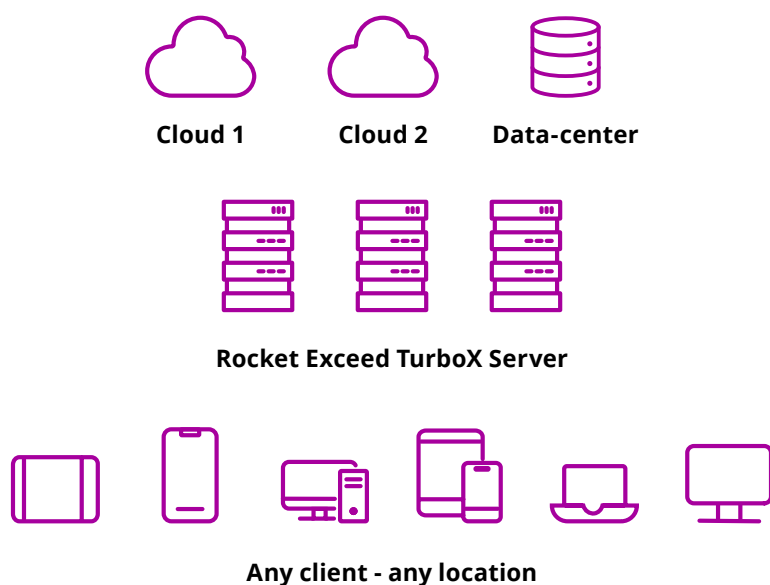 Cloud 1 Cloud 2 Data-center
Rocket Exceed TurboX Server
Any client - any location